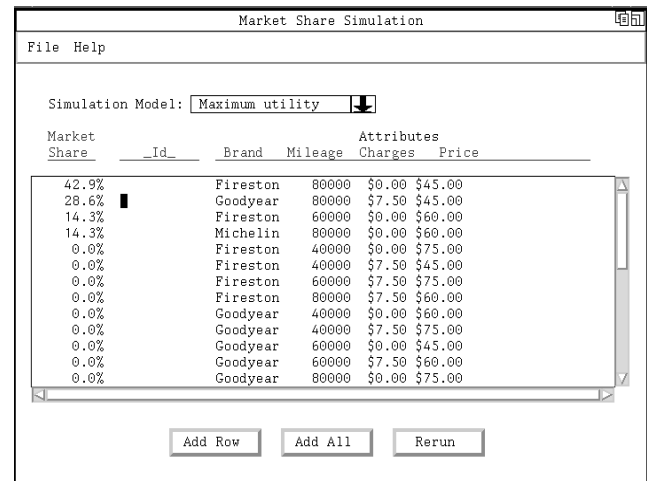 Market Share Simulation
File Help
Simulation Model: Maximum utility
Market Attributes
Share _Id_ Brand Mileage Charges Price
42.9% Fireston 80000 $0.00 $45.00
28.6% Goodyear 80000 $7.50 $45.00
14.3% Fireston 60000 $0.00 $60.00
14.3% Michelin 80000 $0.00 $60.00
0.0% Fireston 40000 $0.00 $75.00
0.0% Fireston 40000 $7.50 $45.00
0.0% Fireston 60000 $7.50 $75.00
0.0% Fireston 80000 $7.50 $60.00
0.0% Goodyear 40000 $0.00 $60.00
0.0% Goodyear 40000 $7.50 $75.00
0.0% Goodyear 60000 $0.00 $45.00
0.0% Goodyear 60000 $7.50 $60.00
0.0% Goodyear 80000 $0.00 $75.00
Add Row Add All Rerun